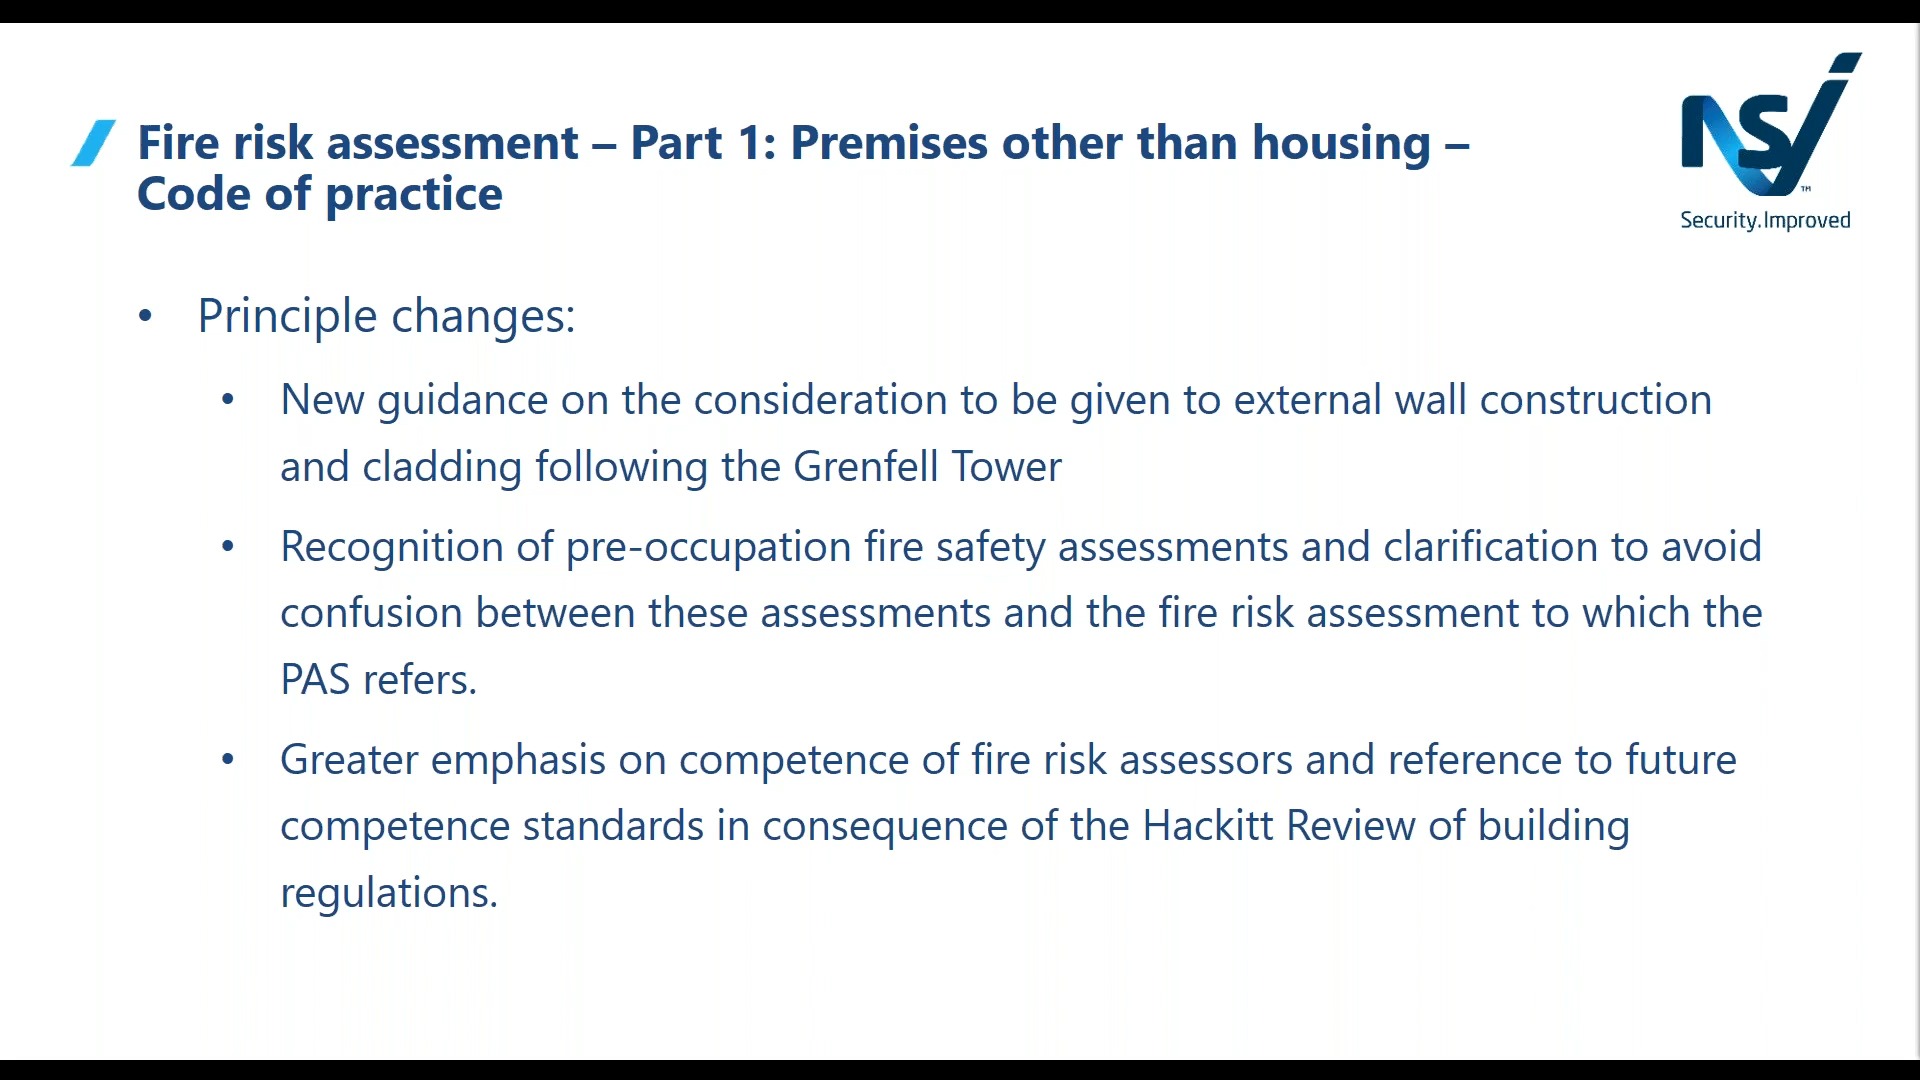 Fire risk assessment – Part 1: Premises other than housing –
Code of practice
NSI
™
Security.Improved
• Principle changes:
• New guidance on the consideration to be given to external wall construction
and cladding following the Grenfell Tower
• Recognition of pre-occupation fire safety assessments and clarification to avoid
confusion between these assessments and the fire risk assessment to which the
PAS refers.
• Greater emphasis on competence of fire risk assessors and reference to future
competence standards in consequence of the Hackitt Review of building
regulations.